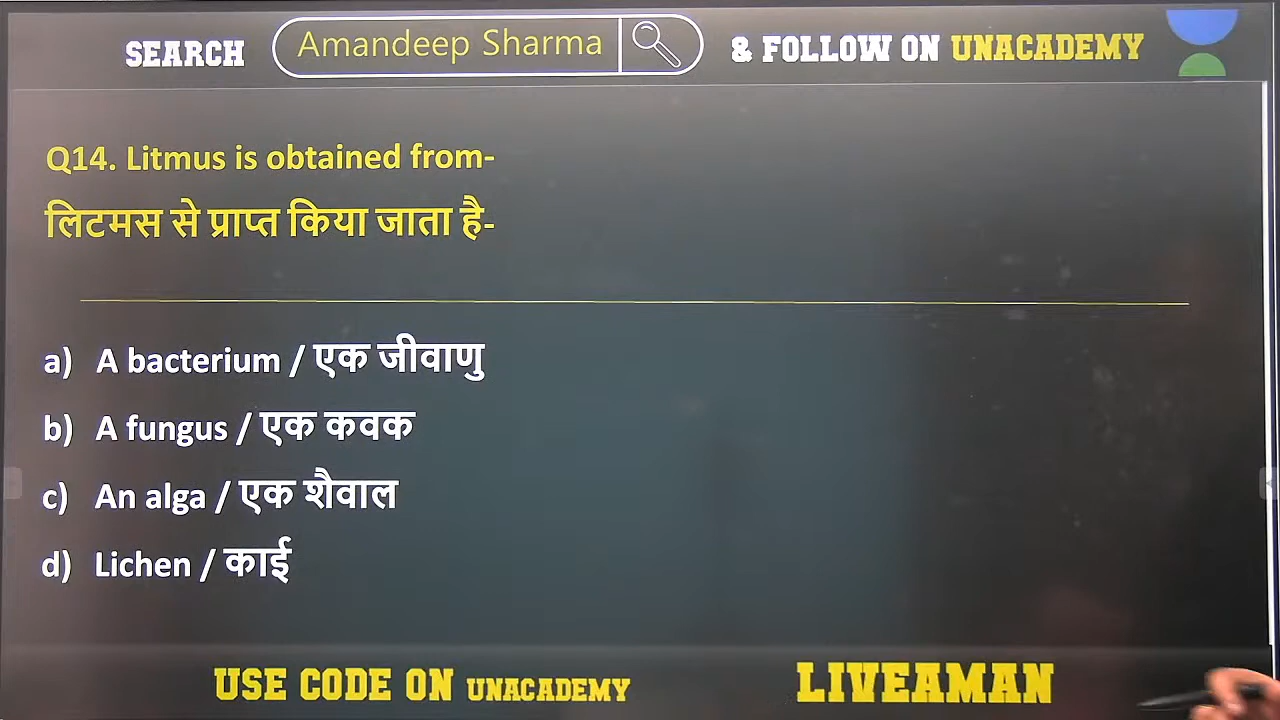 SEARCH Amandeep Sharma & FOLLOW ON UNACADEMY
Q14. Litmus is obtained from-
लिटमस से प्राप्त किया जाता है-
a) A bacterium / एक जीवाणु
b) A fungus / एक कवक
c) An alga / एक शैवाल
d) Lichen / काई
USE CODE ON UNACADEMY LIVEAMAN